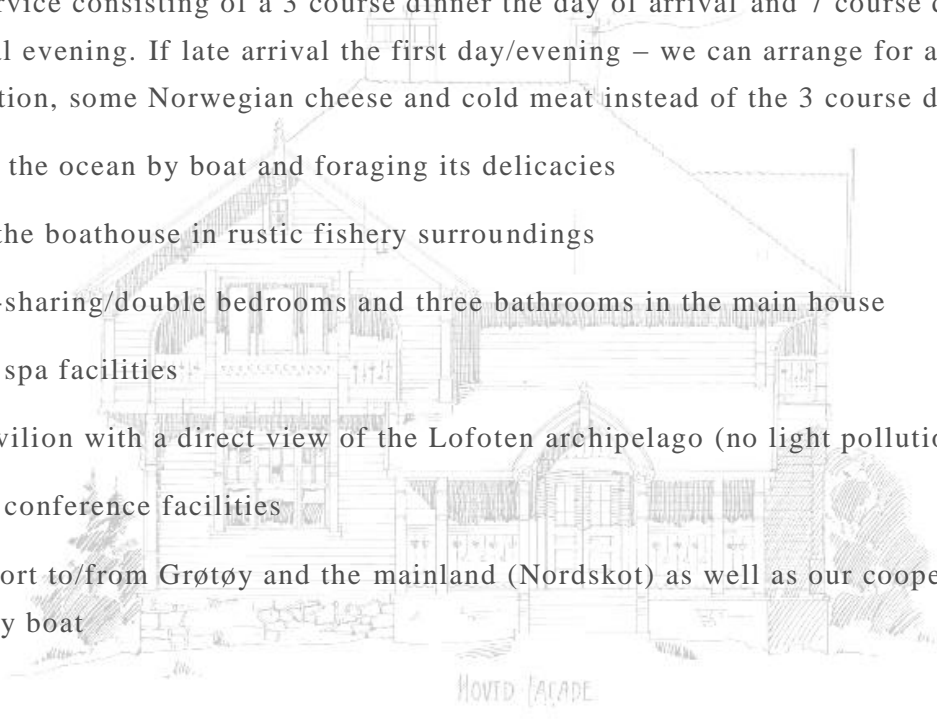 rvice consisting of a 3 course dinner the day of arrival and 7 course d
l evening. If late arrival the first day/evening – we can arrange for a
tion, some Norwegian cheese and cold meat instead of the 3 course d
the ocean by boat and foraging its delicacies
the boathouse in rustic fishery surroundings
-sharing/double bedrooms and three bathrooms in the main house
spa facilities
vilion with a direct view of the Lofoten archipelago (no light pollutio
conference facilities
ort to/from Grøtøy and the mainland (Nordskot) as well as our coope
y boat
HOVED FACADE